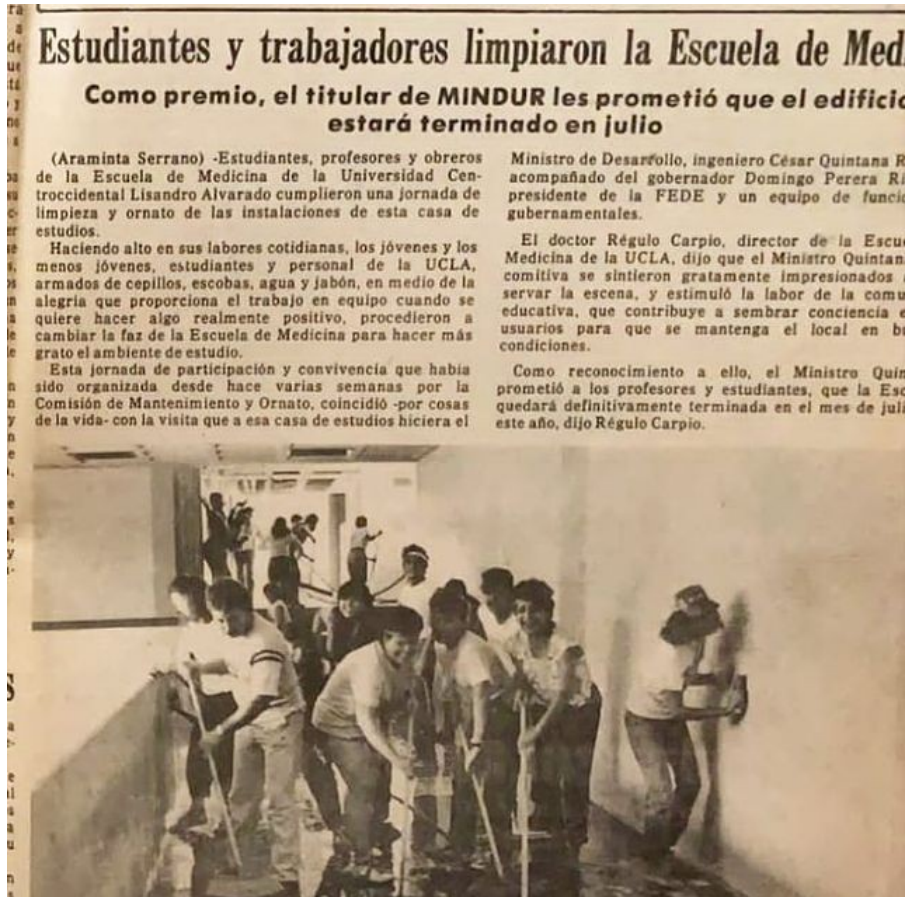 Estudiantes y trabajadores limpiaron la Escuela de Med
Como premio, el titular de MINDUR les prometió que el edificio
estará terminado en julio
(Araminta Serrano) -Estudiantes, profesores y obreros
de la Escuela de Medicina de la Universidad Cen-
troccidental Lisandro Alvarado cumplieron una jornada de
limpieza y ornato de las instalaciones de esta casa de
estudios.
Haciendo alto en sus labores cotidianas, los jóvenes y los
menos jóvenes, estudiantes y personal de la UCLA,
armados de cepillos, escobas, agua y jabón, en medio de la
alegria que proporciona el trabajo en equipo cuando se
quiere hacer algo realmente positivo, procedieron a
cambiar la faz de la Escuela de Medicina para hacer más
grato el ambiente de estudio.
Esta jornada de participación y convivencia que había
sido organizada desde hace varias semanas por la
Comisión de Mantenimiento y Ornato, coincidió -por cosas
de la vida- con la visita que a esa casa de estudios hiciera el
Ministro de Desarrollo, ingeniero César Quintana R
acompañado del gobernador Domingo Perera Ri
presidente de la FEDE y un equipo de funcio
gubernamentales.
El doctor Régulo Carpio, director de la Escue
Medicina de la UCLA, dijo que el Ministro Quintan
comitiva se sintieron gratamente impresionados
servar la escena, y estimuló la labor de la comu
educativa, que contribuye a sembrar conciencia e
usuarios para que se mantenga el local en bu
condiciones.
Como reconocimiento a ello, el Ministro Quin
prometió a los profesores y estudiantes, que la Esc
quedará definitivamente terminada en el mes de juli
este año, dijo Régulo Carpio.